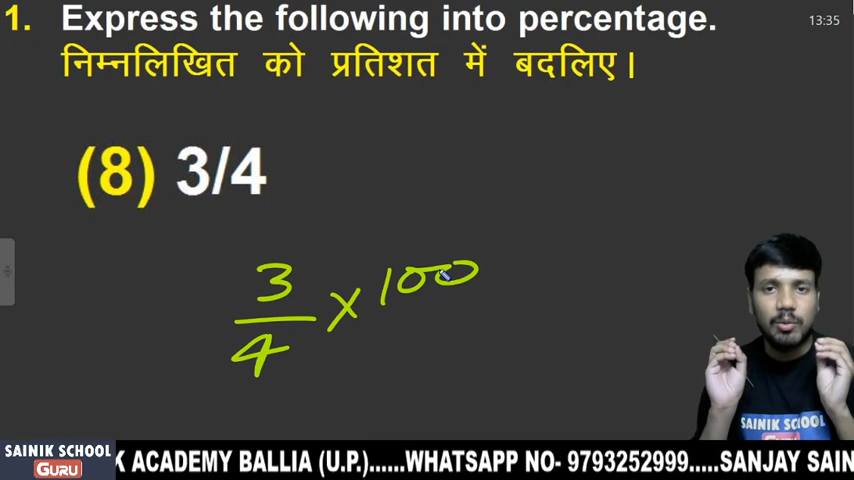 1. Express the following into percentage.
13:35
निम्नलिखित को प्रतिशत में बदलिए।
(8) 3/4
3/4 × 100
SAINIK SCHOOL
GURU
SAINIK SCHOOL
GURU
K ACADEMY BALLIA (U.P.)......WHATSAPP NO- 9793252999.....SANJAY SAIN